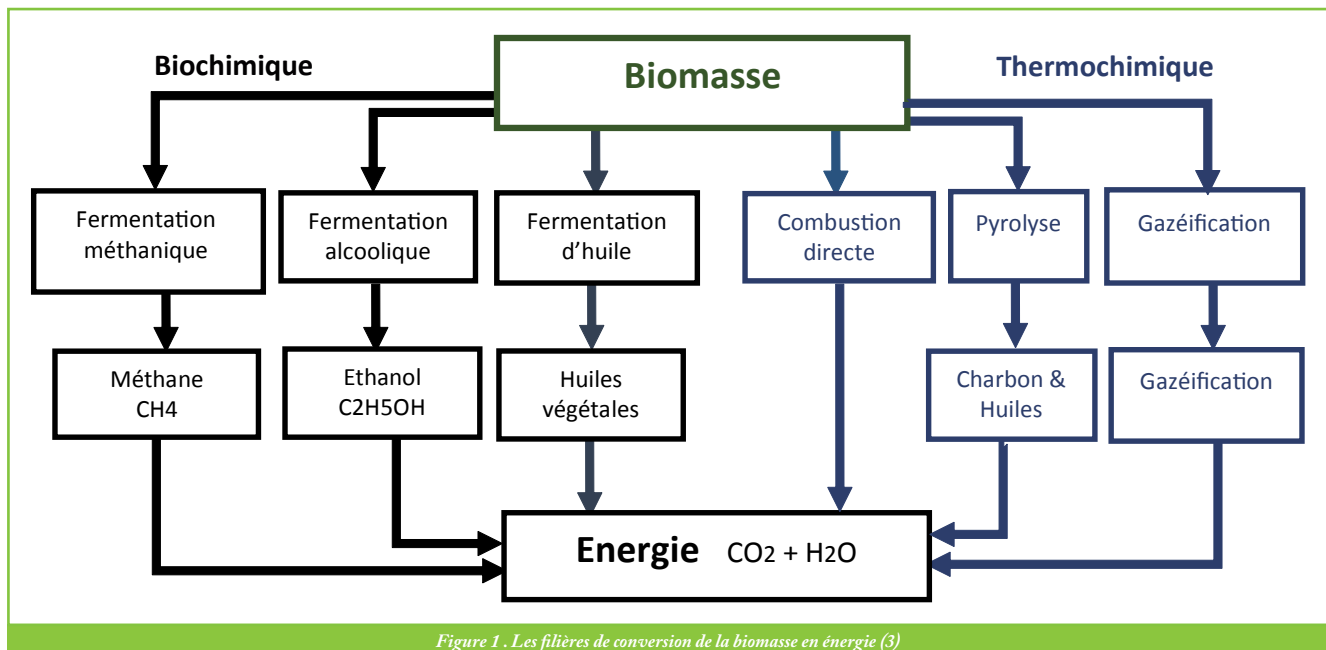 Biochimique
Biomasse
Thermochimique
Fermentation
méthanique
Fermentation
alcoolique
Fermentation
d’huile
Combustion
directe
Pyrolyse
Gazéification
Méthane
CH4
Ethanol
C2H5OH
Huiles
végétales
Charbon &
Huiles
Gazéification
Energie CO2 + H2O
Figure 1 . Les filières de conversion de la biomasse en énergie (3)